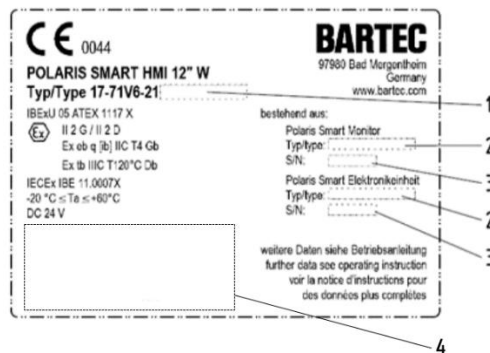 CE 0044
POLARIS SMART HMI 12" W
Typ/Type 17-71V6-21
IBExU 05 ATEX 1117 X
Ex II 2 G / II 2 D
Ex eb q [ib] IIC T4 Gb
Ex tb IIIC T120°C Db
IECEx IBE 11.0007X
-20 °C ≤ Ta ≤ +60°C
DC 24 V
BARTEC
97980 Bad Mergentheim
Germany
www.bartec.com
bestehend aus:
Polaris Smart Monitor
Typ/type:
S/N:
Polaris Smart Elektronikeinheit
Typ/type:
S/N:
weitere Daten siehe Betriebsanleitung
further data see operating instruction
voir la notice d'instructions pour
des données plus complètes
1
2
3
2
3
4